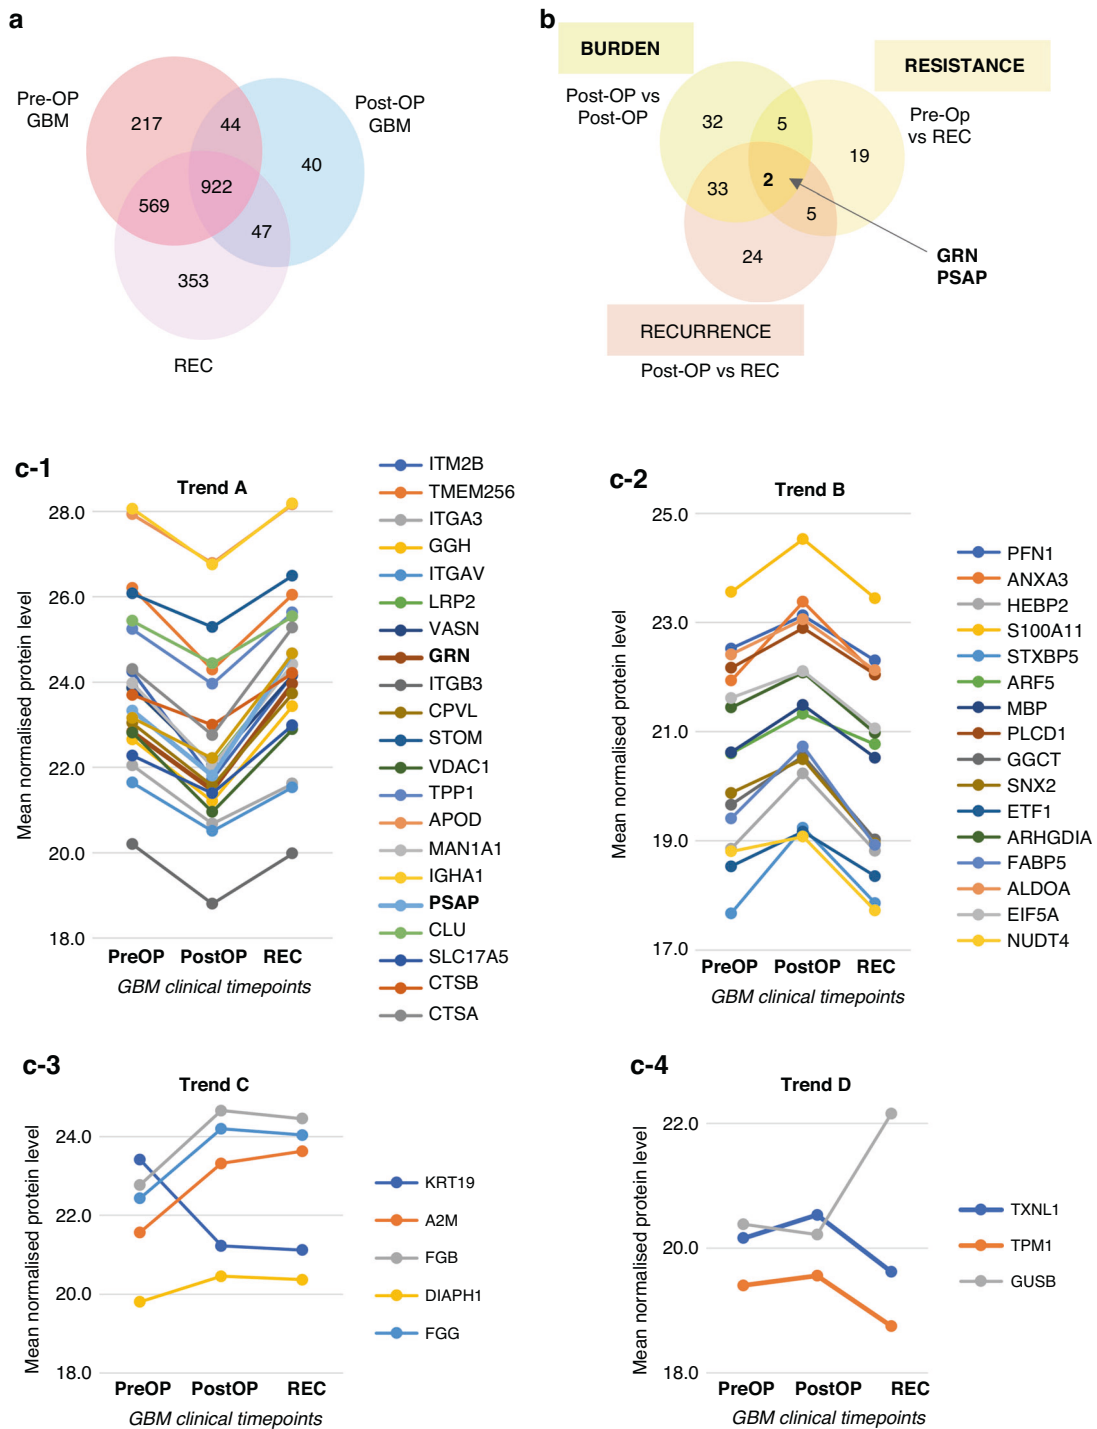 a
Pre-OP
GBM
Post-OP
GBM
217
44
40
922
569
47
353
REC
b
BURDEN
RESISTANCE
Post-OP vs
Post-OP
Pre-Op
vs REC
32
5
19
33
2
5
24
GRN
PSAP
RECURRENCE
Post-OP vs REC
c-1
Trend A
Mean normalised protein level
28.0
26.0
24.0
22.0
20.0
18.0
PreOP PostOP REC
GBM clinical timepoints
ITM2B
TMEM256
ITGA3
GGH
ITGAV
LRP2
VASN
GRN
ITGB3
CPVL
STOM
VDAC1
TPP1
APOD
MAN1A1
IGHA1
PSAP
CLU
SLC17A5
CTSB
CTSA
c-2
Trend B
Mean normalised protein level
25.0
23.0
21.0
19.0
17.0
PreOP PostOP REC
GBM clinical timepoints
PFN1
ANXA3
HEBP2
S100A11
STXBP5
ARF5
MBP
PLCD1
GGCT
SNX2
ETF1
ARHGDIA
FABP5
ALDOA
EIF5A
NUDT4
c-3
Trend C
Mean normalised protein level
24.0
22.0
20.0
18.0
PreOP PostOP REC
GBM clinical timepoints
KRT19
A2M
FGB
DIAPH1
FGG
c-4
Trend D
Mean normalised protein level
22.0
20.0
18.0
PreOP PostOP REC
GBM clinical timepoints
TXNL1
TPM1
GUSB